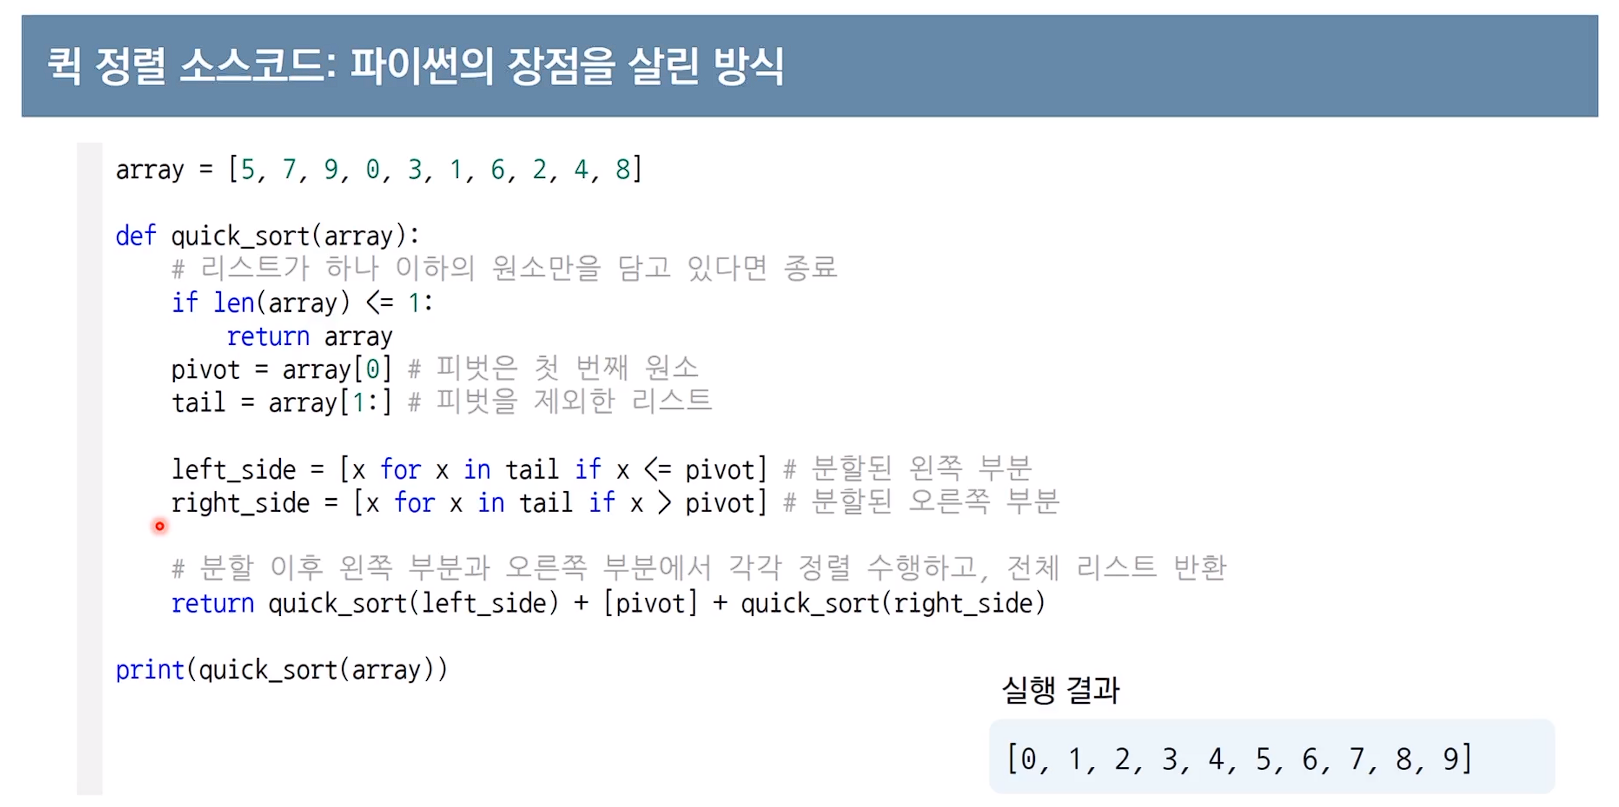 퀵 정렬 소스코드: 파이썬의 장점을 살린 방식
array = [5, 7, 9, 0, 3, 1, 6, 2, 4, 8]
def quick_sort(array):
# 리스트가 하나 이하의 원소만을 담고 있다면 종료
if len(array) <= 1:
return array
pivot = array[0] # 피벗은 첫 번째 원소
tail = array[1:] # 피벗을 제외한 리스트
left_side = [x for x in tail if x <= pivot] # 분할된 왼쪽 부분
right_side = [x for x in tail if x > pivot] # 분할된 오른쪽 부분
# 분할 이후 왼쪽 부분과 오른쪽 부분에서 각각 정렬 수행하고, 전체 리스트 반환
return quick_sort(left_side) + [pivot] + quick_sort(right_side)
print(quick_sort(array))
실행 결과
[0, 1, 2, 3, 4, 5, 6, 7, 8, 9]